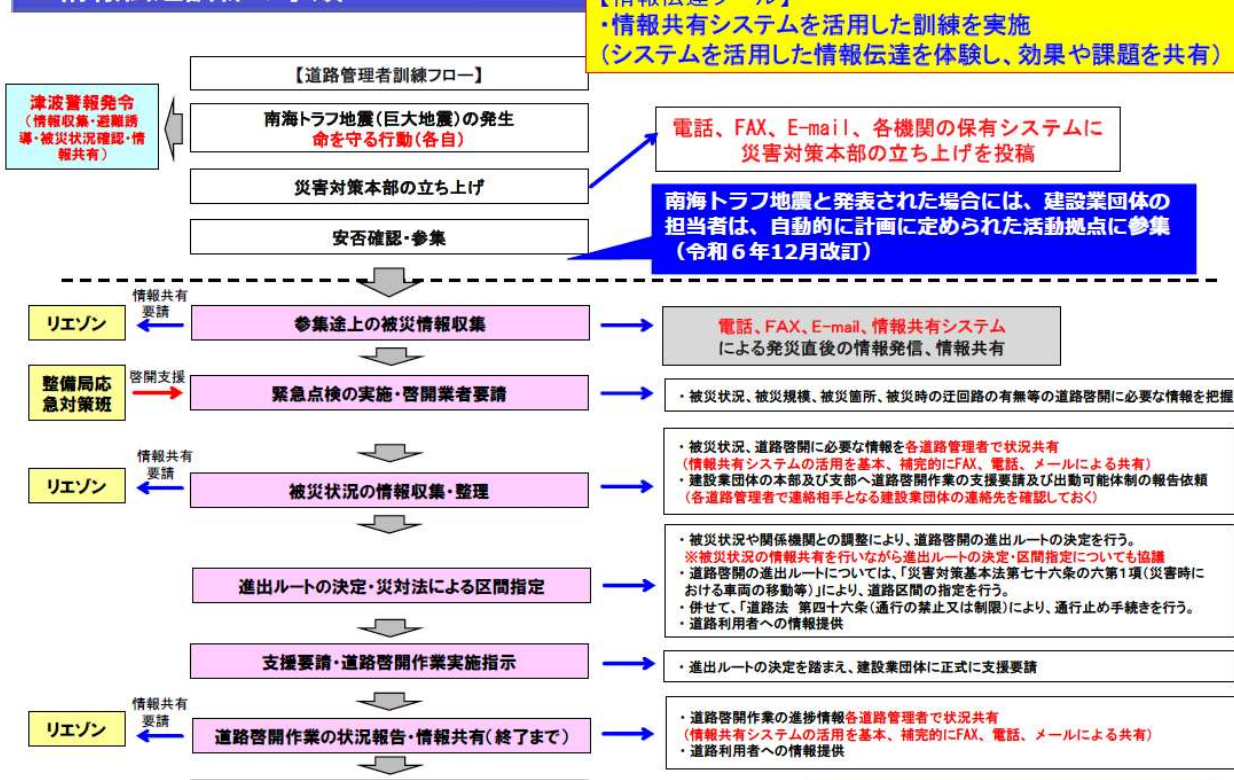 ・情報共有システムを活用した訓練を実施
(システムを活用した情報伝達を体験し、効果や課題を共有)
【道路管理者訓練フロー】
津波警報発令
(情報収集・避難誘
導・被災状況確認・情
報共有)
南海トラフ地震(巨大地震)の発生
命を守る行動(各自)
電話、FAX、E-mail、各機関の保有システムに
災害対策本部の立ち上げを投稿
災害対策本部の立ち上げ
南海トラフ地震と発表された場合には、建設業団体の
担当者は、自動的に計画に定められた活動拠点に参集
(令和6年12月改訂)
安否確認・参集
リエゾン
情報共有
要請
参集途上の被災情報収集
電話、FAX、E-mail、情報共有システム
による発災直後の情報発信、情報共有
整備局応
急対策班
啓開支援
緊急点検の実施・啓開業者要請
・被災状況、被災規模、被災箇所、被災時の迂回路の有無等の道路啓開に必要な情報を把握
リエゾン
情報共有
要請
被災状況の情報収集・整理
・被災状況、道路啓開に必要な情報を各道路管理者で状況共有
(情報共有システムの活用を基本、補完的にFAX、電話、メールによる共有)
・建設業団体の本部及び支部へ道路啓開作業の支援要請及び出動可能体制の報告依頼
(各道路管理者で連絡相手となる建設業団体の連絡先を確認しておく)
進出ルートの決定・災対法による区間指定
・被災状況や関係機関との調整により、道路啓開の進出ルートの決定を行う。
※被災状況の情報共有を行いながら進出ルートの決定・区間指定についても協議
・道路啓開の進出ルートについては、「災害対策基本法第七十六条の六第1項(災害時に
おける車両の移動等)」により、道路区間の指定を行う。
・併せて、「道路法 第四十六条(通行の禁止又は制限)により、通行止め手続きを行う。
・道路利用者への情報提供
支援要請・道路啓開作業実施指示
・進出ルートの決定を踏まえ、建設業団体に正式に支援要請
リエゾン
情報共有
要請
道路啓開作業の状況報告・情報共有(終了まで)
・道路啓開作業の進捗情報各道路管理者で状況共有
(情報共有システムの活用を基本、補完的にFAX、電話、メールによる共有)
・道路利用者への情報提供